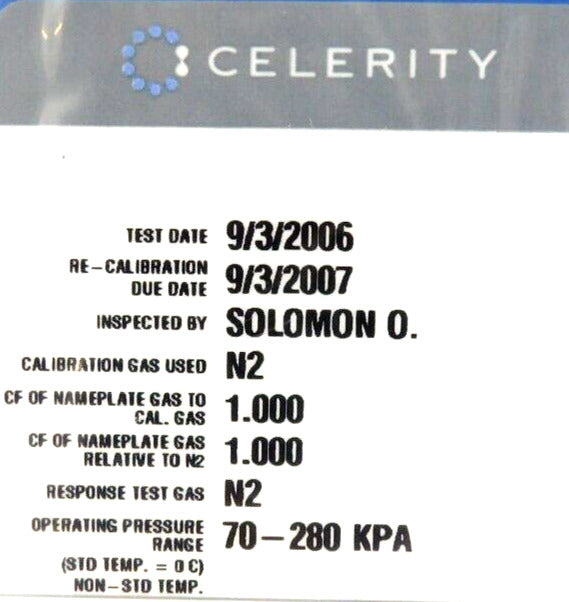 CELERITY
TEST DATE 9/3/2006
RE-CALIBRATION
DUE DATE 9/3/2007
INSPECTED BY SOLOMON O.
CALIBRATION GAS USED N2
CF OF NAMEPLATE GAS TO
CAL. GAS 1.000
CF OF NAMEPLATE GAS
RELATIVE TO N2 1.000
RESPONSE TEST GAS N2
OPERATING PRESSURE
RANGE 70-280 KPA
(STD TEMP. = 0 C)
NON-STD TEMP.